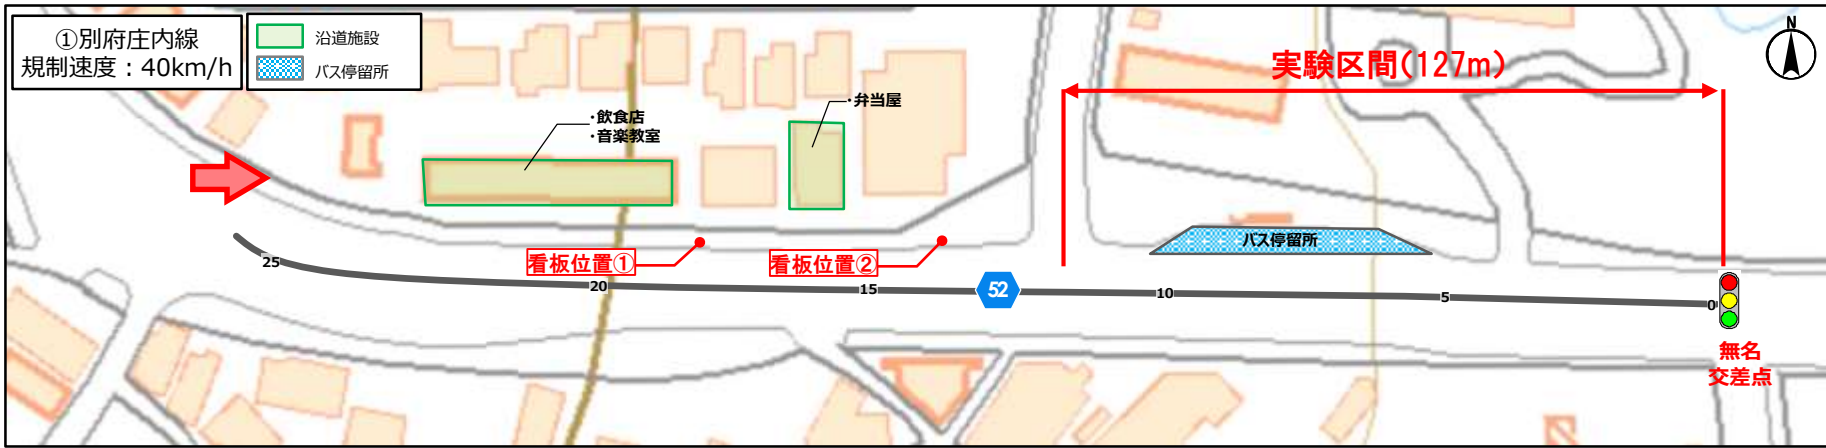 ①別府庄内線
規制速度：40km/h
沿道施設
バス停留所
実験区間(127m)
N
・飲食店
・音楽教室
・弁当屋
看板位置①
看板位置②
バス停留所
25
20
15
52
10
5
0
無名
交差点